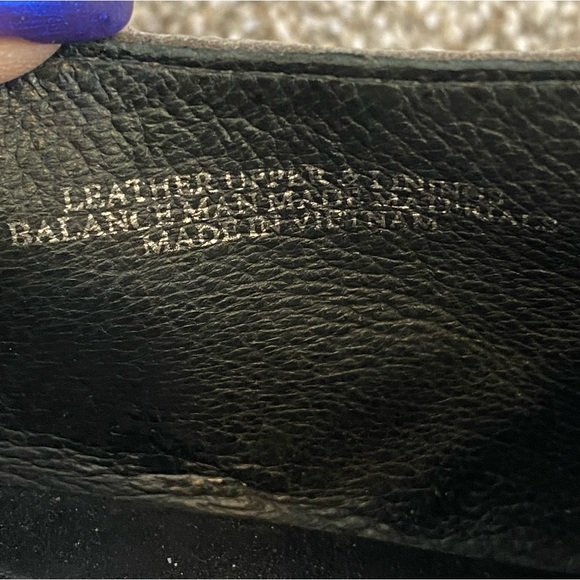 LEATHER UPPER & LINING
BALANCE MAN MADE MATERIALS
MADE IN VIETNAM